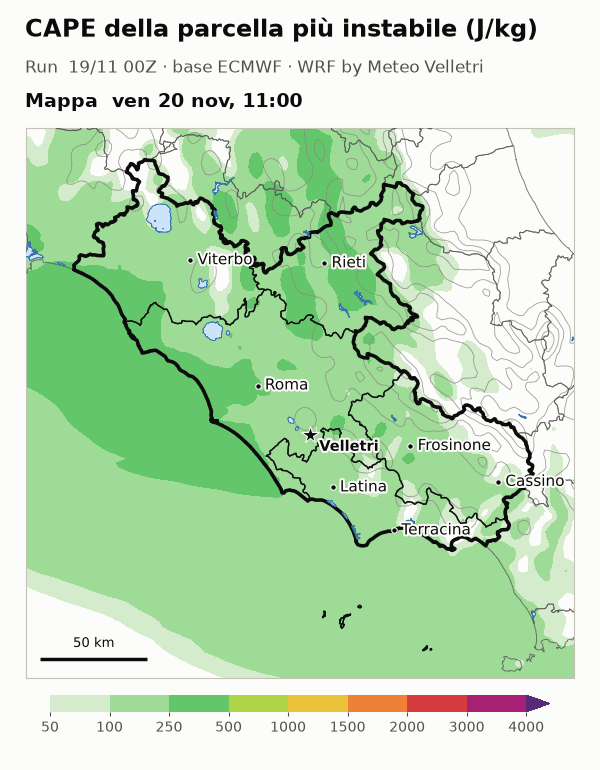 CAPE della parcella più instabile (J/kg)
Run  19/11 00Z · base ECMWF · WRF by Meteo Velletri
Mappa  ven 20 nov, 11:00
Viterbo
Rieti
Roma
Velletri
Frosinone
Cassino
Latina
Terracina
50 km
50 100 250 500 1000 1500 2000 3000 4000